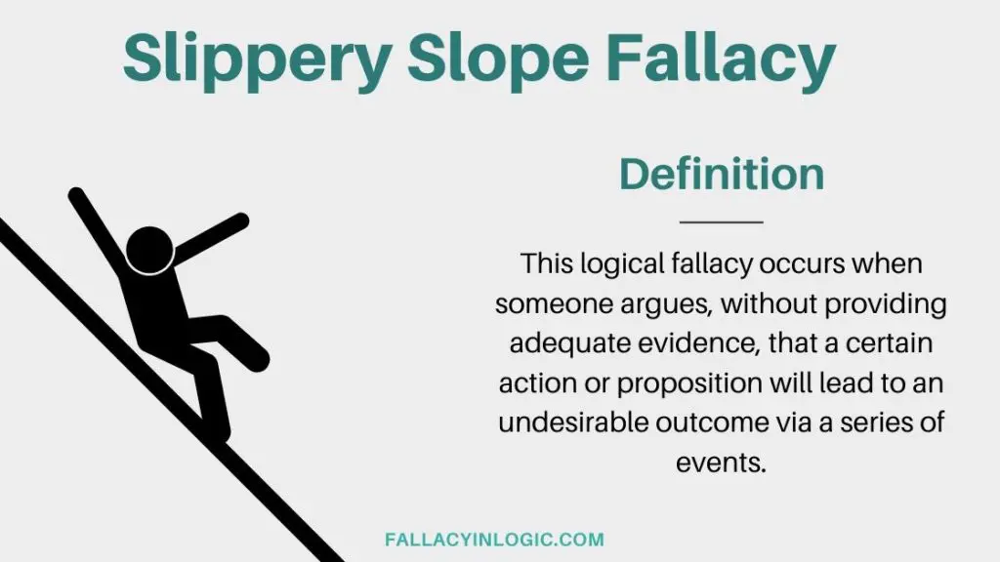 Slippery Slope Fallacy
Definition
This logical fallacy occurs when
someone argues, without providing
adequate evidence, that a certain
action or proposition will lead to an
undesirable outcome via a series of
events.
FALLACYINLOGIC.COM